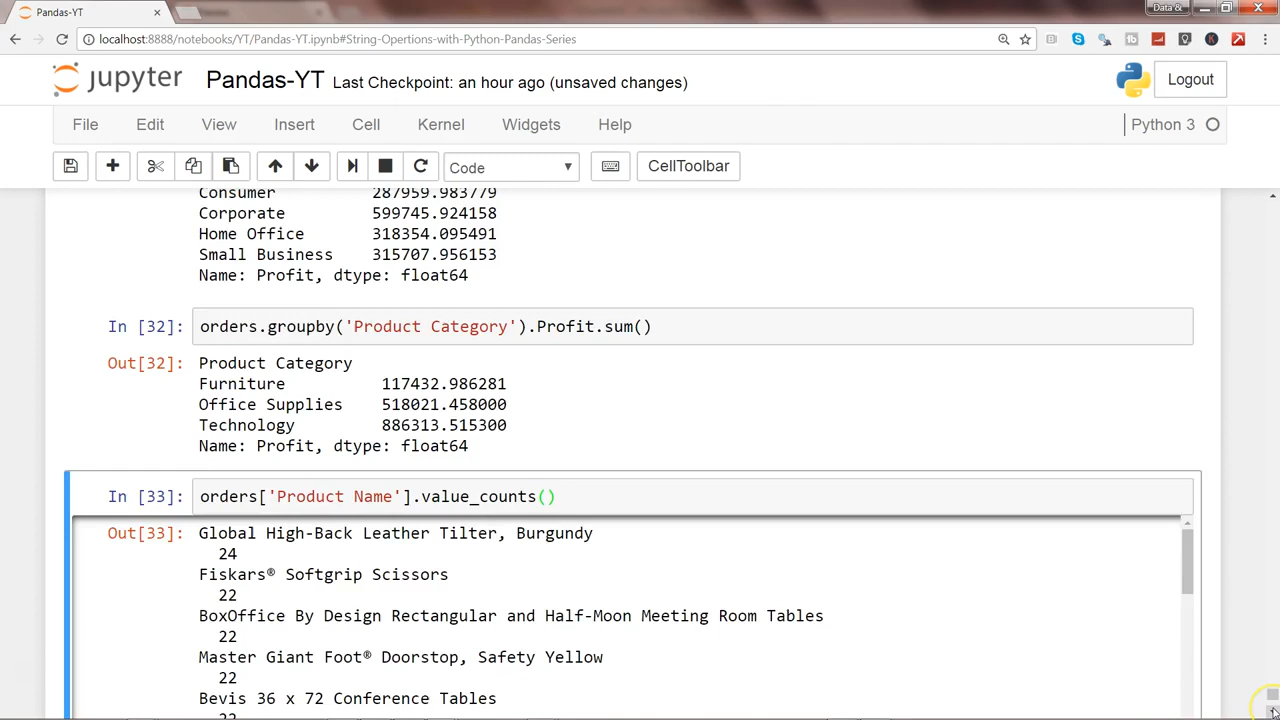 Pandas-YT
Data &
localhost:8888/notebooks/YT/Pandas-YT.ipynb#String-Opertions-with-Python-Pandas-Series
jupyter Pandas-YT Last Checkpoint: an hour ago (unsaved changes)
Logout
File Edit View Insert Cell Kernel Widgets Help
Python 3
Code
CellToolbar
Consumer 287959.983779
Corporate 599745.924158
Home Office 318354.095491
Small Business 315707.956153
Name: Profit, dtype: float64
In [32]: orders.groupby('Product Category').Profit.sum()
Out[32]: Product Category
Furniture 117432.986281
Office Supplies 518021.458000
Technology 886313.515300
Name: Profit, dtype: float64
In [33]: orders['Product Name'].value_counts()
Out[33]: Global High-Back Leather Tilter, Burgundy
24
Fiskars® Softgrip Scissors
22
BoxOffice By Design Rectangular and Half-Moon Meeting Room Tables
22
Master Giant Foot® Doorstop, Safety Yellow
22
Bevis 36 x 72 Conference Tables
22